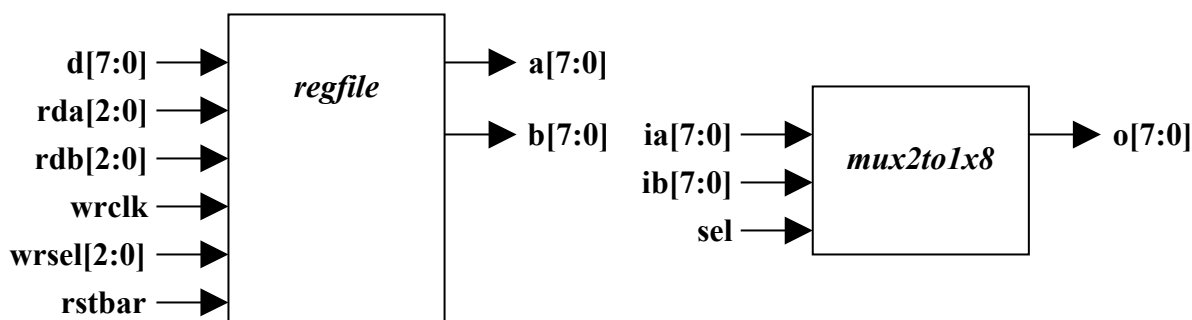 d[7:0]
rda[2:0]
rdb[2:0]
wrclk
wrsel[2:0]
rstbar
regfile
a[7:0]
b[7:0]
ia[7:0]
ib[7:0]
sel
mux2to1x8
o[7:0]